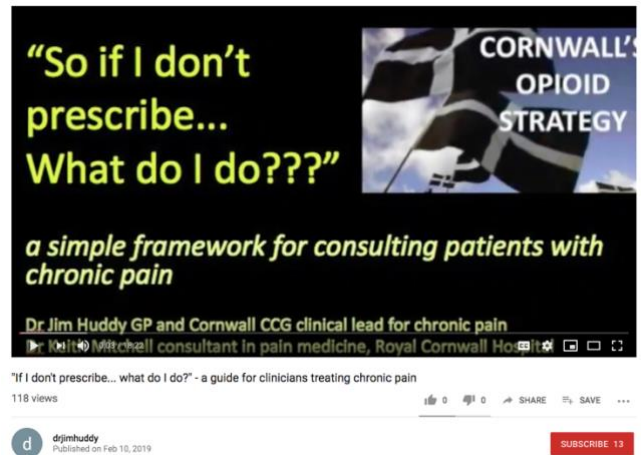 “So if I don’t
prescribe...
What do I do???”
CORNWALL'S
OPIOID
STRATEGY
a simple framework for consulting patients with
chronic pain
Dr Jim Huddy GP and Cornwall CCG clinical lead for chronic pain
Dr Keith Mitchell consultant in pain medicine, Royal Cornwall Hospital
"If I don't prescribe... what do I do?" - a guide for clinicians treating chronic pain
118 views
0 0 SHARE SAVE ...
d
drjimhuddy
Published on Feb 10, 2019
SUBSCRIBE 13